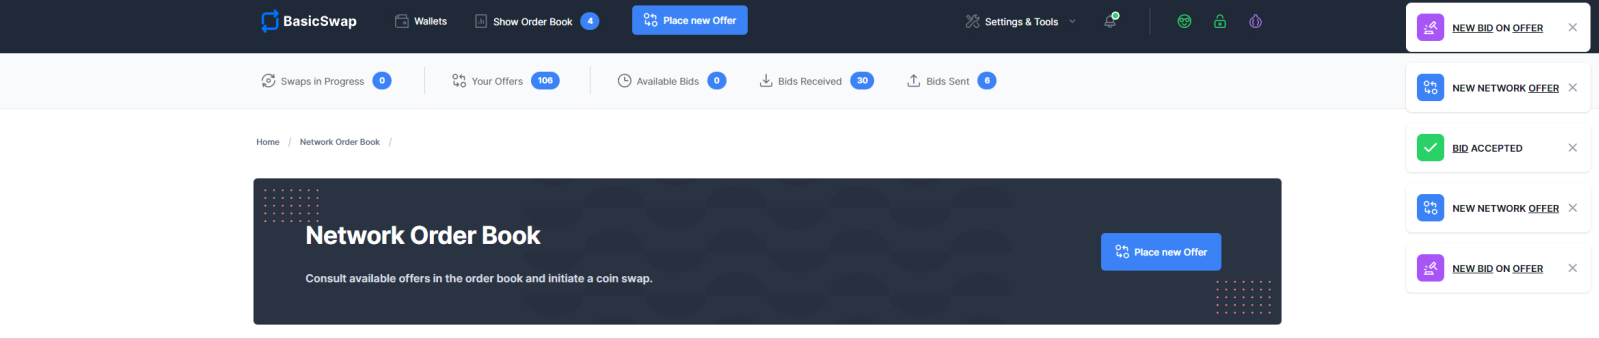 BasicSwap Wallets Show Order Book 4 Place new Offer Settings & Tools
Swaps in Progress 0 Your Offers 106 Available Bids 0 Bids Received 30 Bids Sent 6
Home / Network Order Book /
Network Order Book
Consult available offers in the order book and initiate a coin swap.
Place new Offer
NEW BID ON OFFER
NEW NETWORK OFFER
BID ACCEPTED
NEW NETWORK OFFER
NEW BID ON OFFER